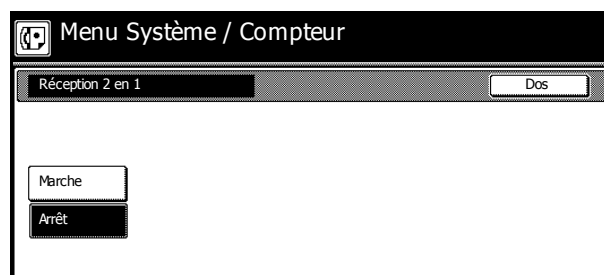 Menu Système / Compteur
Réception 2 en 1 Dos
Marche
Arrêt